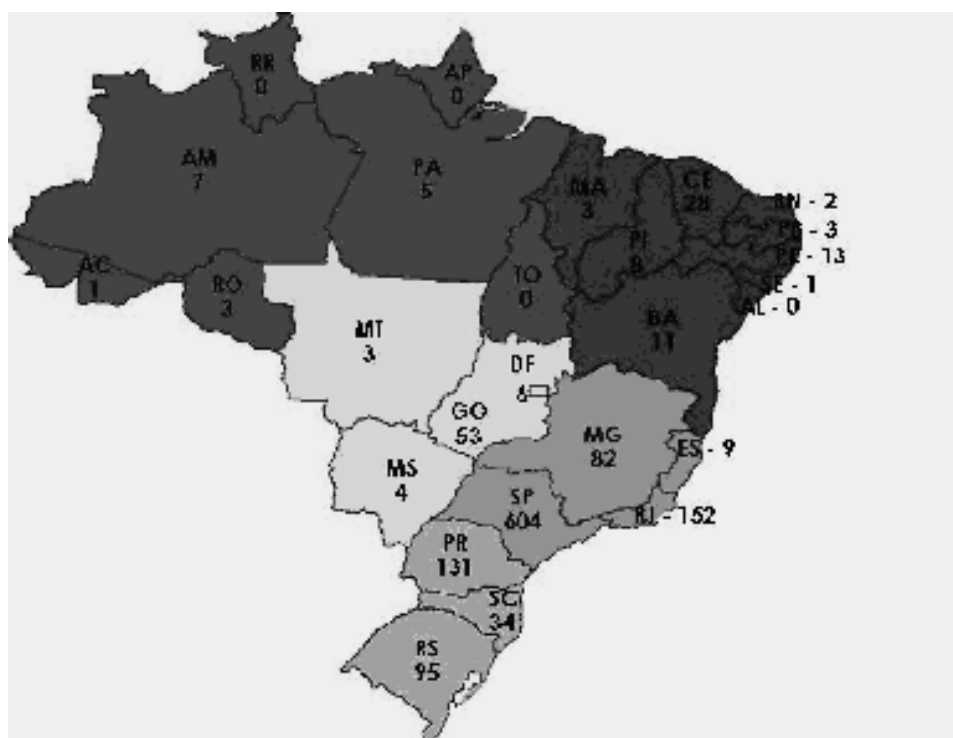 RR
0
AP
0
AM
7
PA
5
MA
3
CE
28
RN - 2
PB - 3
PI
8
PE - 13
AC
1
RO
3
TO
0
SE - 1
AL - 0
BA
11
MT
3
DF
6
GO
53
MG
82
ES - 9
MS
4
SP
604
RJ - 152
PR
131
SC
34
RS
95